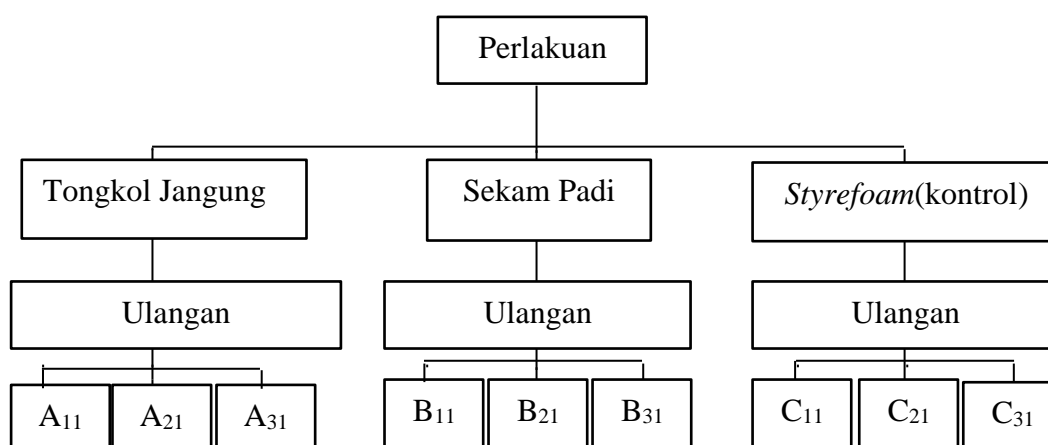 Perlakuan
Tongkol Jangung
Sekam Padi
Styrefoam(kontrol)
Ulangan
Ulangan
Ulangan
A₁₁
A₂₁
A₃₁
B₁₁
B₂₁
B₃₁
C₁₁
C₂₁
C₃₁